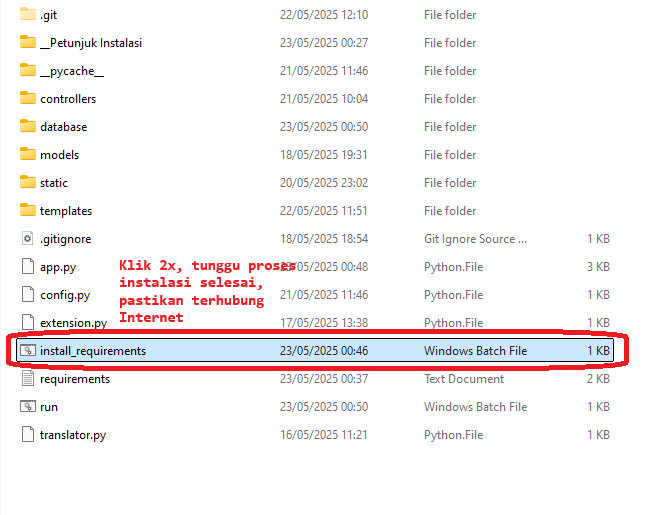 .git 22/05/2025 12:10 File folder
__Petunjuk Instalasi 23/05/2025 00:27 File folder
__pycache__ 21/05/2025 11:46 File folder
controllers 21/05/2025 10:04 File folder
database 23/05/2025 00:50 File folder
models 18/05/2025 19:31 File folder
static 20/05/2025 23:02 File folder
templates 22/05/2025 11:51 File folder
.gitignore 18/05/2025 18:54 Git Ignore Source ... 1 KB
app.py 00:48 Python.File 3 KB
Klik 2x, tunggu proses
instalasi selesai,
pastikan terhubung
Internet
config.py 21/05/2025 11:46 Python.File 1 KB
extension.py 17/05/2025 13:38 Python.File 1 KB
install_requirements 23/05/2025 00:46 Windows Batch File 1 KB
requirements 23/05/2025 00:37 Text Document 2 KB
run 23/05/2025 00:50 Windows Batch File 1 KB
translator.py 16/05/2025 11:21 Python.File 1 KB